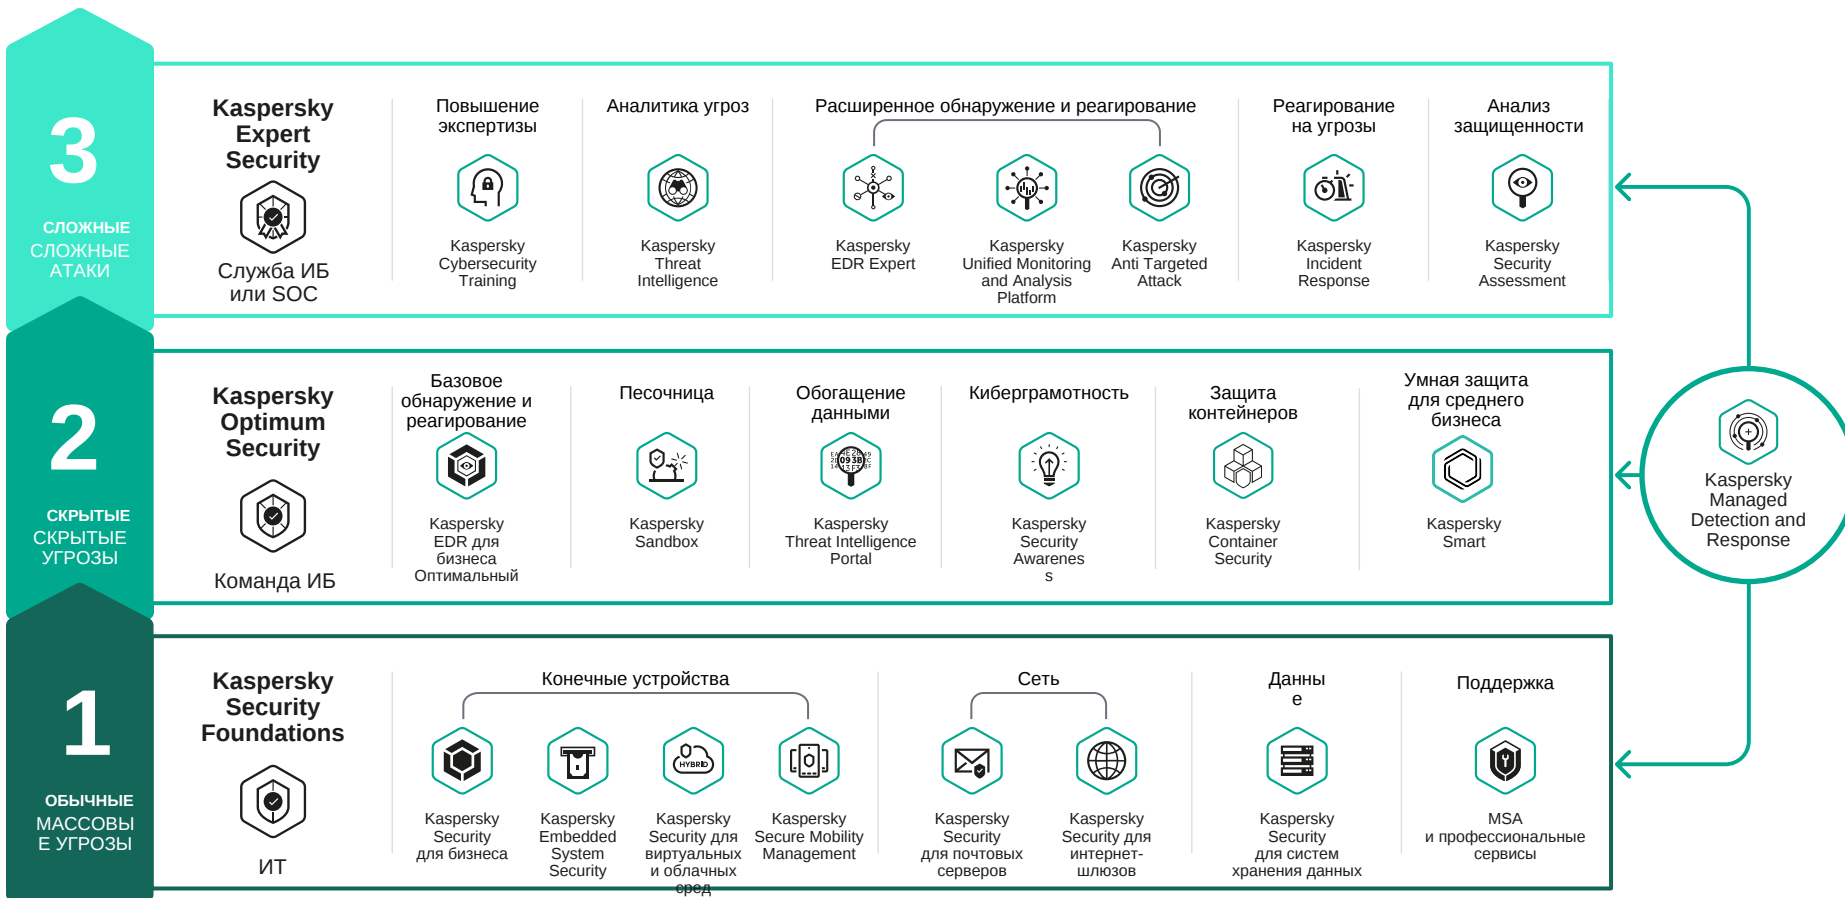 3
СЛОЖНЫЕ
СЛОЖНЫЕ
АТАКИ
Kaspersky
Expert
Security
Служба ИБ
или SOC
Повышение
экспертизы
Kaspersky
Cybersecurity
Training
Аналитика угроз
Kaspersky
Threat
Intelligence
Расширенное обнаружение и реагирование
Kaspersky
EDR Expert
Kaspersky
Unified Monitoring
and Analysis
Platform
Kaspersky
Anti Targeted
Attack
Реагирование
на угрозы
Kaspersky
Incident
Response
Анализ
защищенности
Kaspersky
Security
Assessment
2
СКРЫТЫЕ
СКРЫТЫЕ
УГРОЗЫ
Kaspersky
Optimum
Security
Команда ИБ
Базовое
обнаружение и
реагирование
Kaspersky
EDR для
бизнеса
Оптимальный
Песочница
Kaspersky
Sandbox
Обогащение
данными
093B
Kaspersky
Threat Intelligence
Portal
Киберграмотность
Kaspersky
Security
Awarenes
s
Защита
контейнеров
Kaspersky
Container
Security
Умная защита
для среднего
бизнеса
Kaspersky
Smart
Kaspersky
Managed
Detection and
Response
1
ОБЫЧНЫЕ
МАССОВЫ
Е УГРОЗЫ
Kaspersky
Security
Foundations
ИТ
Конечные устройства
Kaspersky
Security
для бизнеса
Kaspersky
Embedded
System
Security
HYBRID
Kaspersky
Security для
виртуальных
и облачных
сред
Kaspersky
Secure Mobility
Management
Сеть
Kaspersky
Security
для почтовых
серверов
Kaspersky
Security для
интернет-
шлюзов
Данны
е
Kaspersky
Security
для систем
хранения данных
Поддержка
MSA
и профессиональные
сервисы